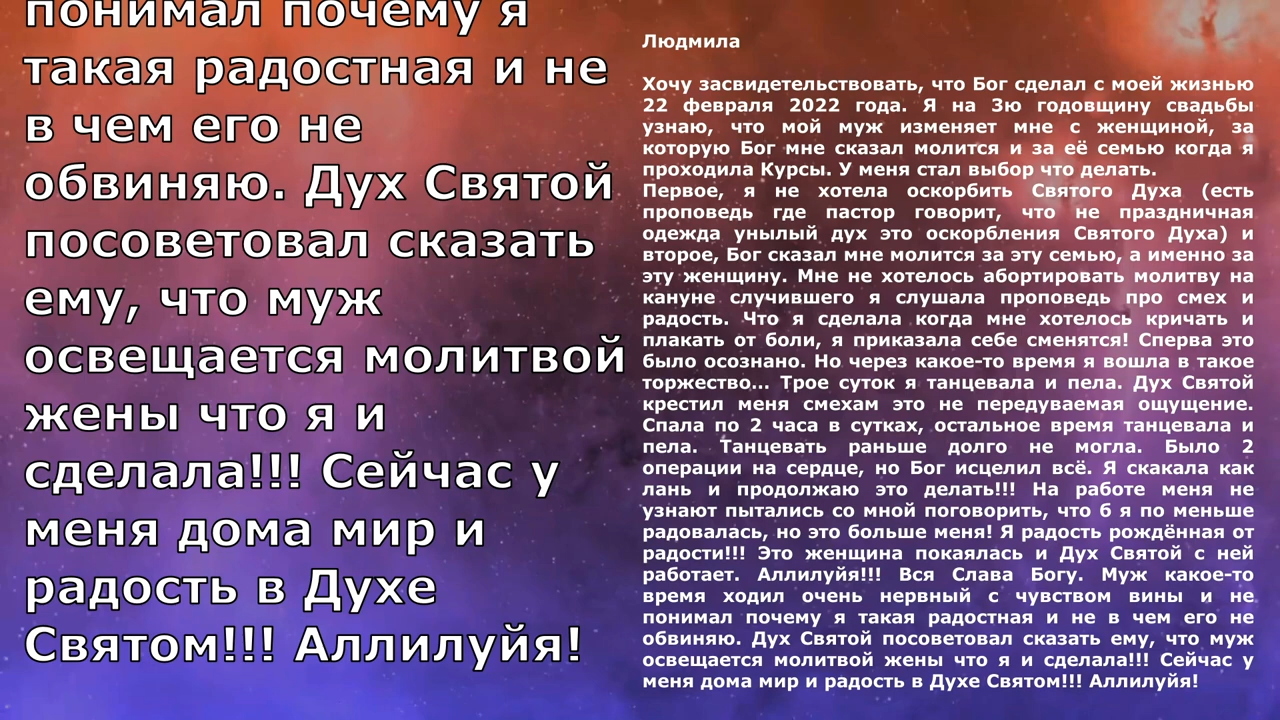 понимал почему я
такая радостная и не
в чем его не
обвиняю. Дух Святой
посоветовал сказать
ему, что муж
освещается молитвой
жены что я и
сделала!!! Сейчас у
меня дома мир и
радость в Духе
Святом!!! Аллилуйя!
Людмила
Хочу засвидетельствовать, что Бог сделал с моей жизнью
22 февраля 2022 года. Я на 3ю годовщину свадьбы
узнаю, что мой муж изменяет мне с женщиной, за
которую Бог мне сказал молится и за её семью когда я
проходила Курсы. У меня стал выбор что делать.
Первое, я не хотела оскорбить Святого Духа (есть
проповедь где пастор говорит, что не праздничная
одежда унылый дух это оскорбления Святого Духа) и
второе, Бог сказал мне молится за эту семью, а именно за
эту женщину. Мне не хотелось абортировать молитву на
кануне случившего я слушала проповедь про смех и
радость. Что я сделала когда мне хотелось кричать и
плакать от боли, я приказала себе сменятся! Сперва это
было осознано. Но через какое-то время я вошла в такое
торжество... Трое суток я танцевала и пела. Дух Святой
крестил меня смехам это не передуваемая ощущение.
Спала по 2 часа в сутках, остальное время танцевала и
пела. Танцевать раньше долго не могла. Было 2
операции на сердце, но Бог исцелил всё. Я скакала как
лань и продолжаю это делать!!! На работе меня не
узнают пытались со мной поговорить, что б я по меньше
радовалась, но это больше меня! Я радость рождённая от
радости!!! Это женщина покаялась и Дух Святой с ней
работает. Аллилуйя!!! Вся Слава Богу. Муж какое-то
время ходил очень нервный с чувством вины и не
понимал почему я такая радостная и не в чем его не
обвиняю. Дух Святой посоветовал сказать ему, что муж
освещается молитвой жены что я и сделала!!! Сейчас у
меня дома мир и радость в Духе Святом!!! Аллилуйя!